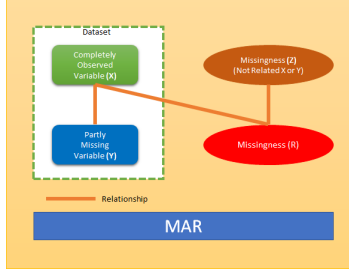 Dataset
Completely
Observed
Variable (X)
Missingness (Z)
(Not Related X or Y)
Partly
Missing
Variable (Y)
Missingness (R)
Relationship
MAR